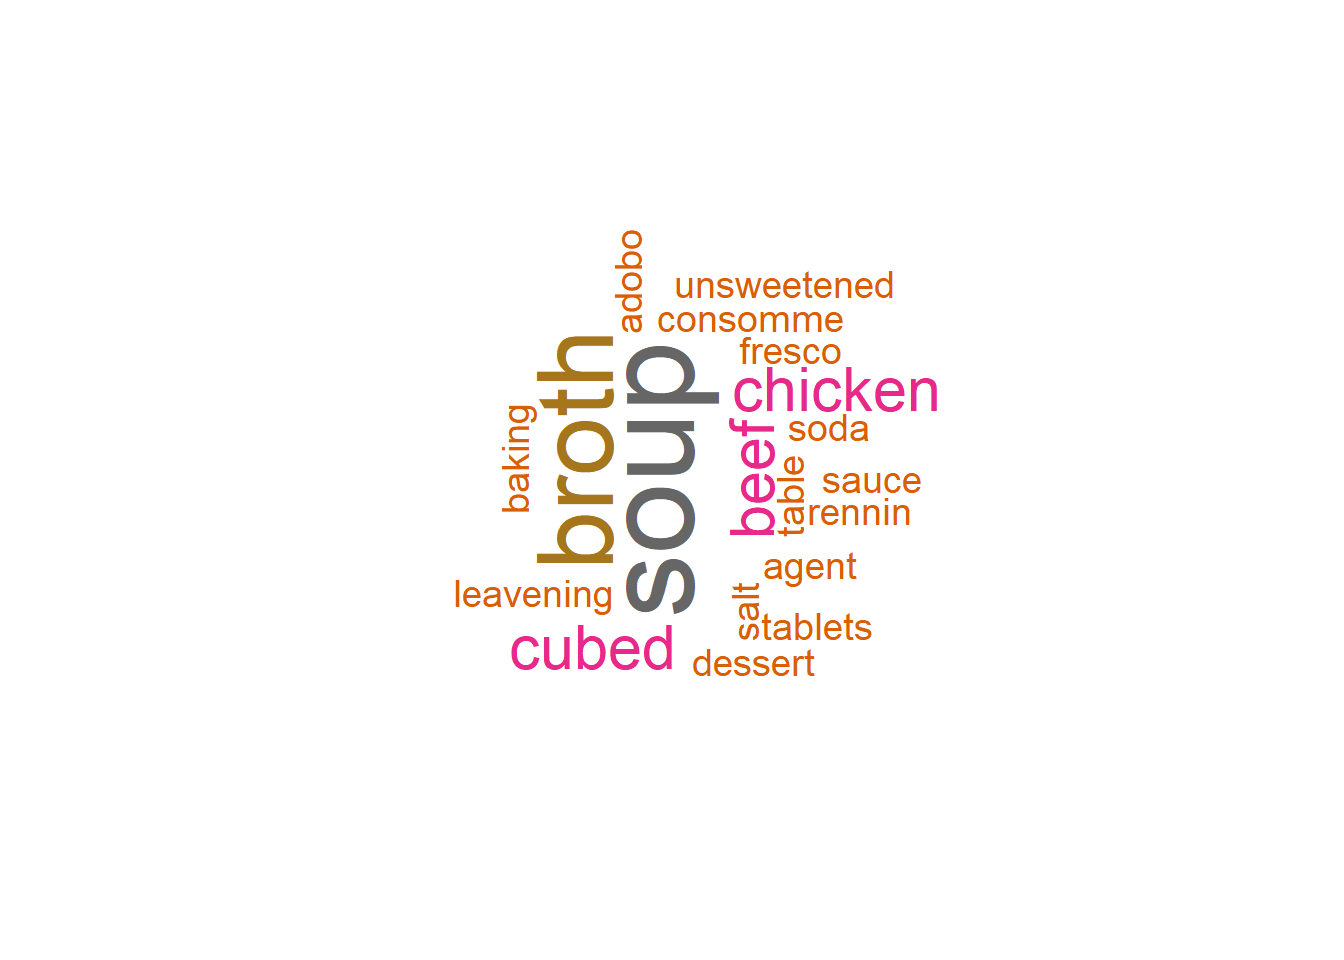 adobo
unsweetened
consomme
fresco
chicken
broth
soup
baking
beef
soda
table
sauce
rennin
agent
leavening
salt
tablets
cubed
dessert